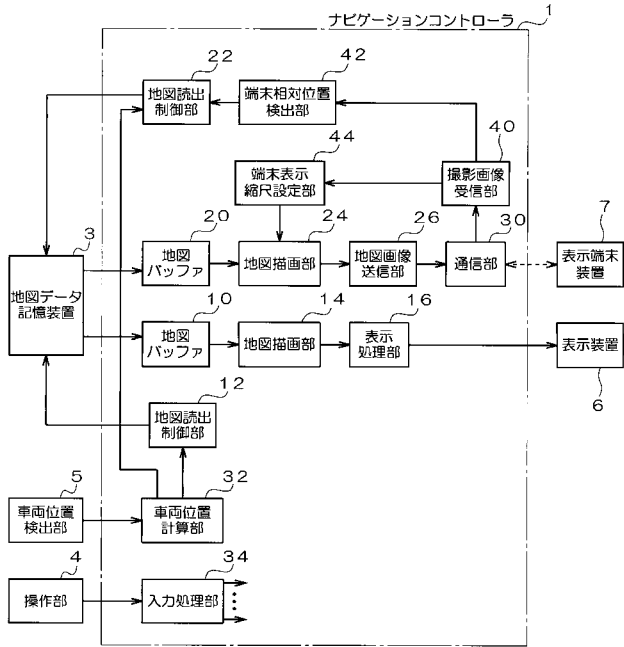 ナビゲーションコントローラ
1
22
42
地図読出
制御部
端末相対位置
検出部
44
40
端末表示
縮尺設定部
撮影画像
受信部
3
20
24
26
30
7
地図データ
記憶装置
地図
バッファ
地図描画部
地図画像
送信部
通信部
表示端末
装置
10
14
16
地図
バッファ
地図描画部
表示
処理部
表示装置
6
12
地図読出
制御部
5
32
車両位置
検出部
車両位置
計算部
4
34
操作部
入力処理部